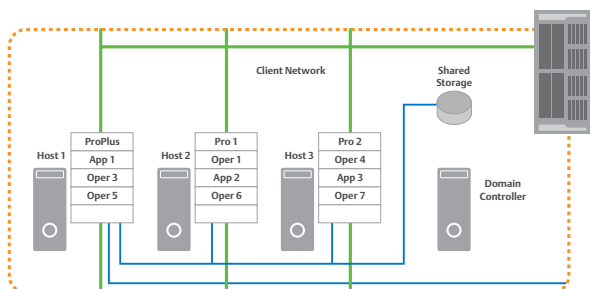 Client Network
Shared
Storage
Host 1
ProPlus
App 1
Oper 3
Oper 5
Host 2
Pro 1
Oper 1
App 2
Oper 6
Host 3
Pro 2
Oper 4
App 3
Oper 7
Domain
Controller